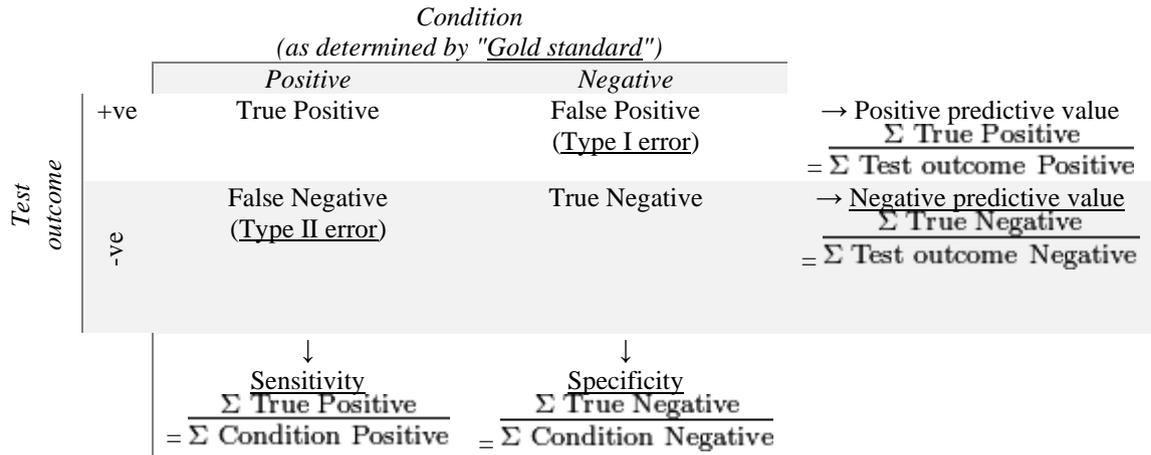 Condition
(as determined by "Gold standard")
Positive Negative
+ve True Positive False Positive → Positive predictive value
(Type I error) Σ True Positive
= Σ Test outcome Positive
Test
outcome
-ve
False Negative True Negative → Negative predictive value
(Type II error) Σ True Negative
= Σ Test outcome Negative
↓ ↓
Sensitivity Specificity
Σ True Positive Σ True Negative
= Σ Condition Positive = Σ Condition Negative